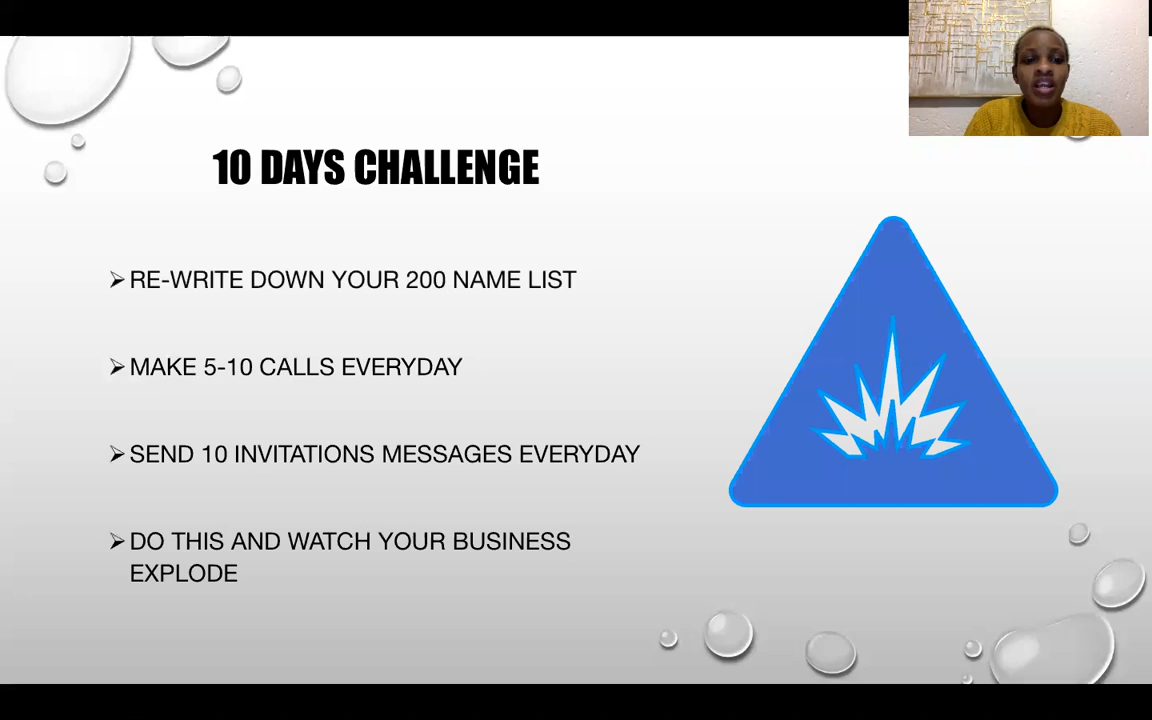 10 DAYS CHALLENGE
RE-WRITE DOWN YOUR 200 NAME LIST
MAKE 5-10 CALLS EVERYDAY
SEND 10 INVITATIONS MESSAGES EVERYDAY
DO THIS AND WATCH YOUR BUSINESS
EXPLODE